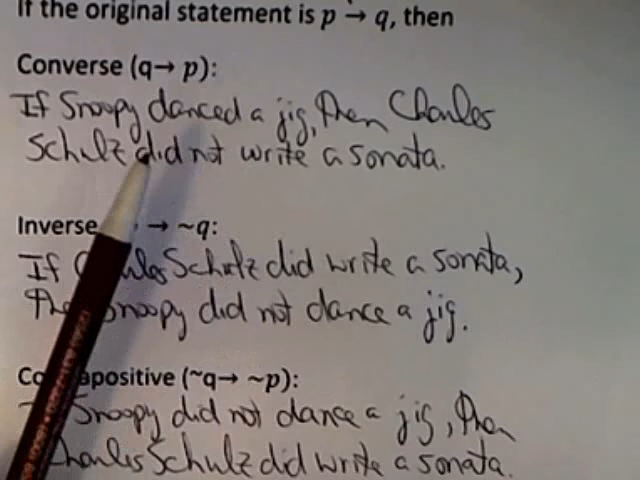 If the original statement is p → q, then
Converse (q→ p):
If Snoopy danced a jig, then Charles
Schulz did not write a sonata.
Inverse → ~q:
If Schulz did write a sonata,
Snoopy did not dance a jig.
(~q→ ~p):
Snoopy did not dance a jig, then
Charles Schulz did write a sonata.